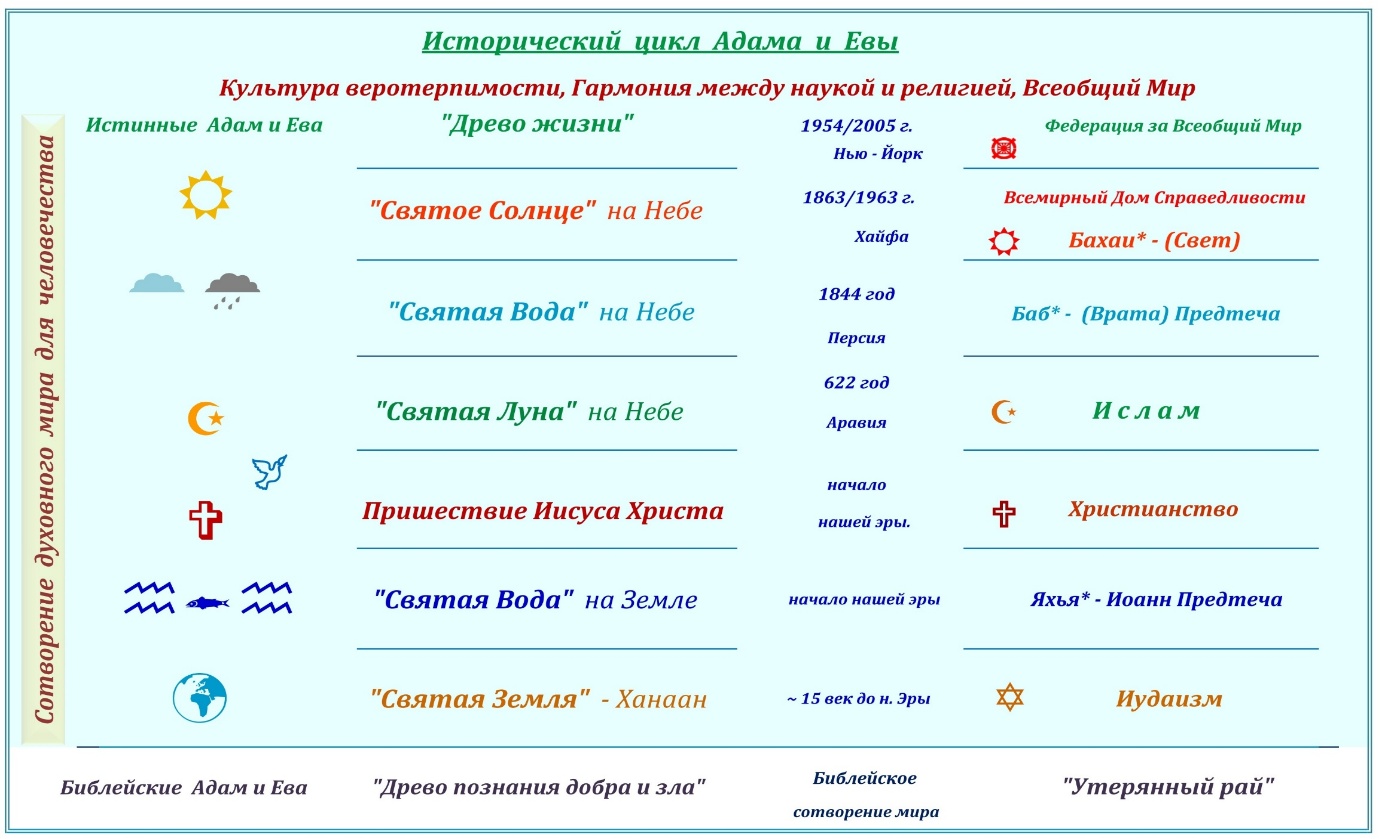 Исторический цикл Адама и Евы
Культура веротерпимости, Гармония между наукой и религией, Всеобщий Мир
Сотворение духовного мира для человечества
Истинные Адам и Ева
"Древо жизни"
1954/2005 г.
Нью - Йорк
Федерация за Всеобщий Мир
"Святое Солнце" на Небе
1863/1963 г.
Хайфа
Всемирный Дом Справедливости
Бахаи* - (Свет)
"Святая Вода" на Небе
1844 год
Персия
Баб* - (Врата) Предтеча
"Святая Луна" на Небе
622 год
Аравия
Ислам
Пришествие Иисуса Христа
начало
нашей эры.
Христианство
"Святая Вода" на Земле
начало нашей эры
Яхья* - Иоанн Предтеча
"Святая Земля" - Ханаан
~ 15 век до н. Эры
Иудаизм
Библейские Адам и Ева
"Древо познания добра и зла"
Библейское
сотворение мира
"Утерянный рай"